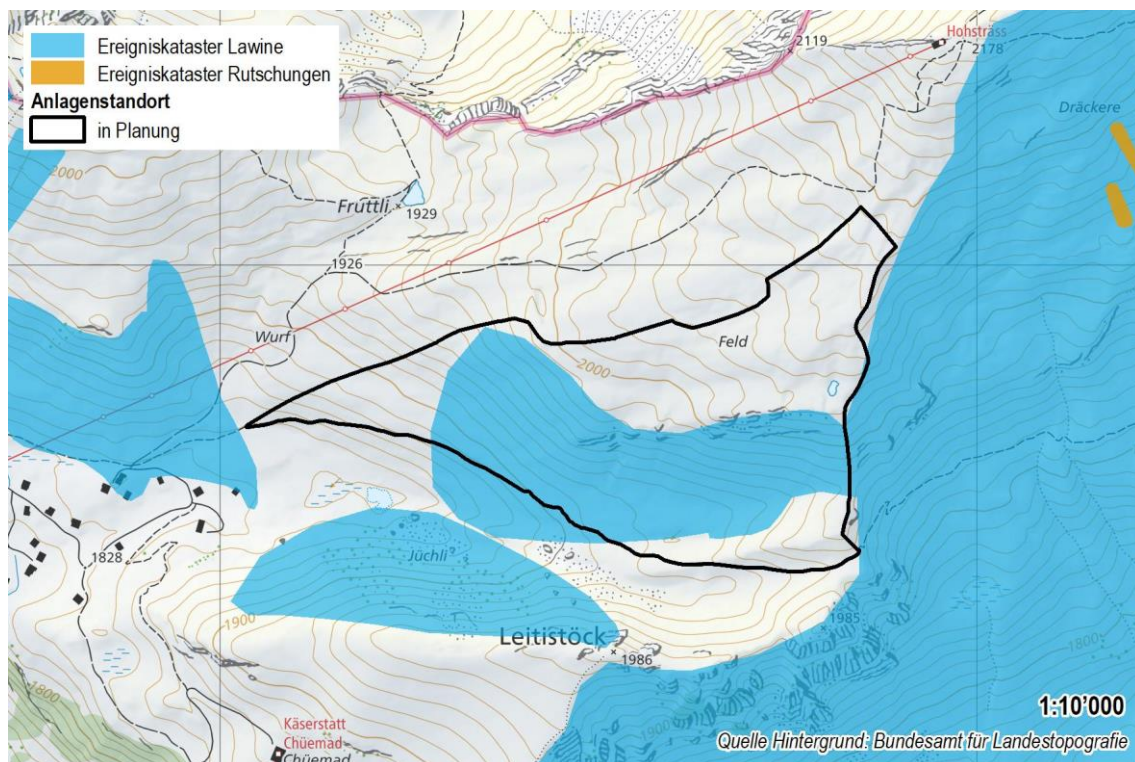 Ereigniskataster Lawine
Ereigniskataster Rutschungen
Anlagenstandort
in Planung
2119
Hohsträss
2178
Dräckere
2000
Fruttli
1929
1926
Wurf
Feld
2000
1828
Jüchli
1900
Leitistöck
1985
1986
1800
1800
1900
Käserstatt
Chüemad
Chüemad
1:10'000
Quelle Hintergrund: Bundesamt für Landestopografie